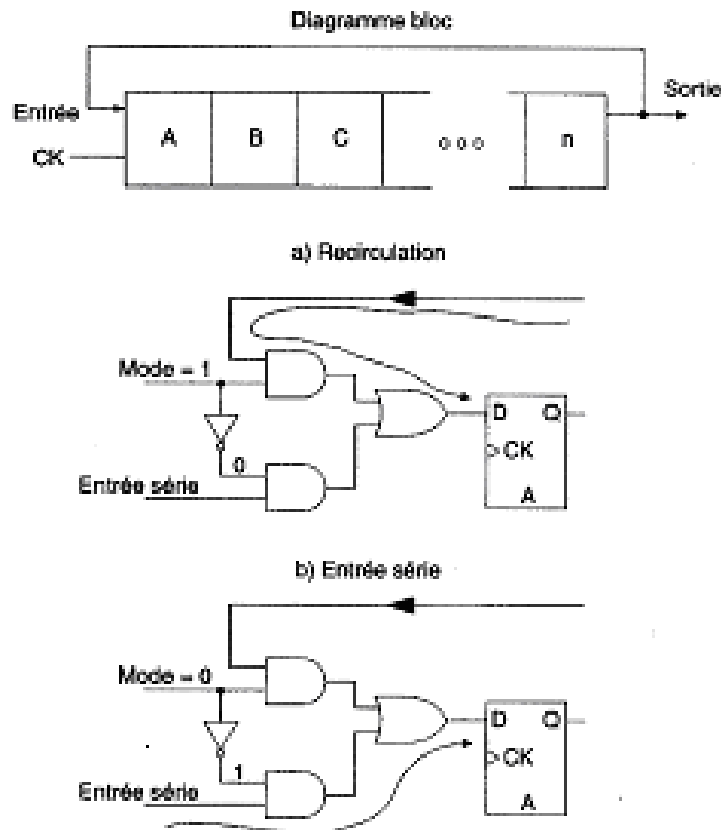 Diagramme bloc
Entrée
Sortie
CK
A B C o o o n
a) Recirculation
Mode = 1
0
Entrée série
D Q
CK
A
b) Entrée série
Mode = 0
1
Entrée série
D Q
CK
A